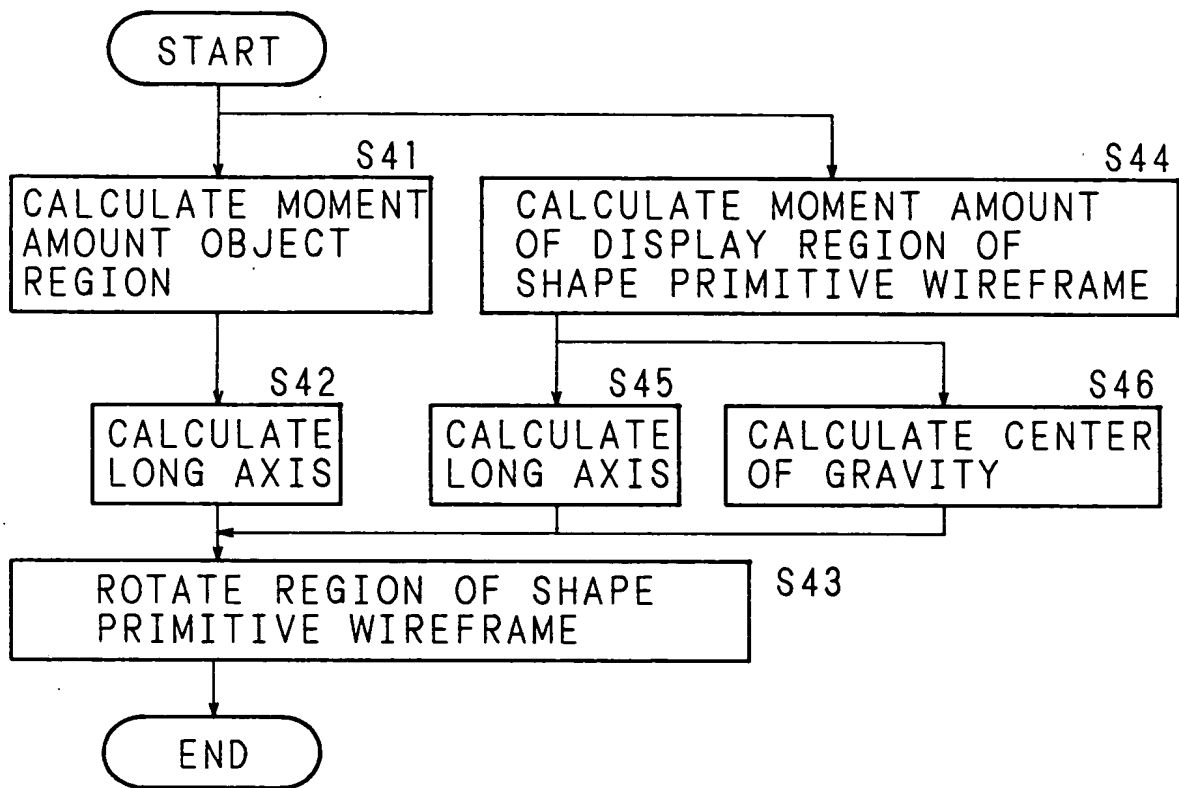 START
S41
CALCULATE MOMENT
AMOUNT OBJECT
REGION
S44
CALCULATE MOMENT AMOUNT
OF DISPLAY REGION OF
SHAPE PRIMITIVE WIREFRAME
S42
CALCULATE
LONG AXIS
S45
CALCULATE
LONG AXIS
S46
CALCULATE CENTER
OF GRAVITY
ROTATE REGION OF SHAPE
PRIMITIVE WIREFRAME
S43
END